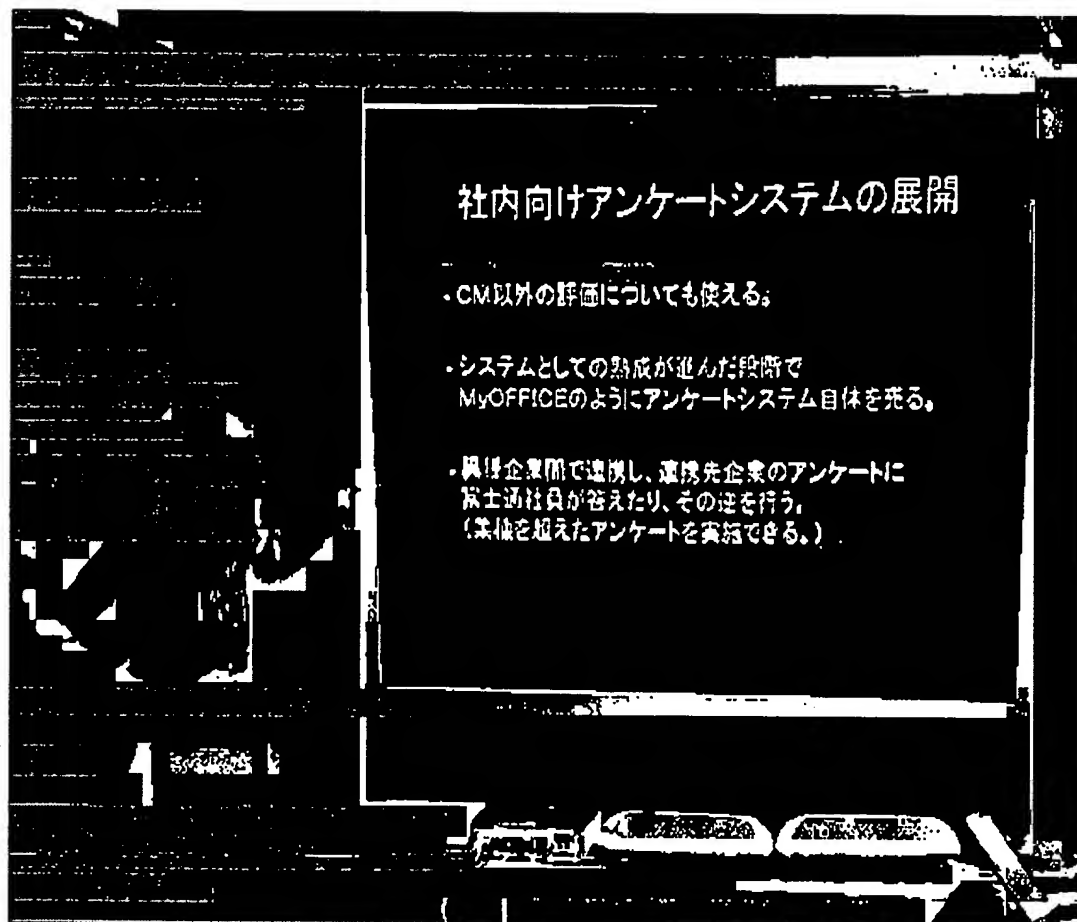 社内向けアンケートシステムの展開
・CM以外の評価についても使える。
・システムとしての熟成が進んだ段階で
MyOFFICEのようにアンケートシステム自体を売る。
・異種企業間で連携し、連携先企業のアンケートに
富士通社員が答えたり、その逆を行う。
(業種を超えたアンケートを実施できる。)